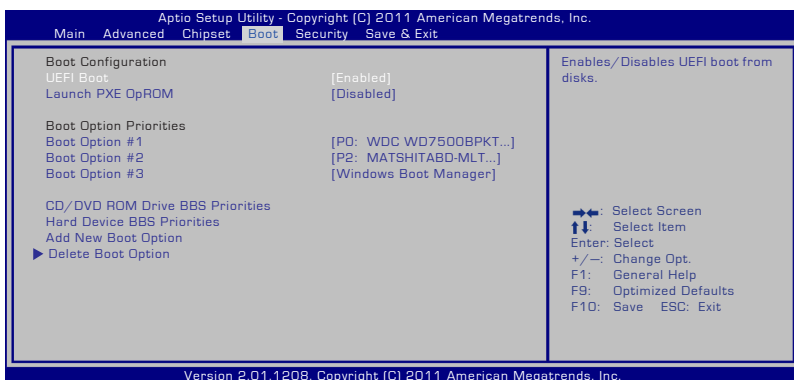 Aptio Setup Utility - Copyright (C) 2011 American Megatrends, Inc.
Main Advanced Chipset Boot Security Save & Exit
Boot Configuration
UEFI Boot [Enabled]
Launch PXE OpROM [Disabled]
Boot Option Priorities
Boot Option #1 [P0: WDC WD7500BPKT...]
Boot Option #2 [P2: MATSHITABD-MLT...]
Boot Option #3 [Windows Boot Manager]
CD/DVD ROM Drive BBS Priorities
Hard Device BBS Priorities
Add New Boot Option
Delete Boot Option
Enables/Disables UEFI boot from
disks.
→←: Select Screen
↑↓: Select Item
Enter: Select
+/—: Change Opt.
F1: General Help
F9: Optimized Defaults
F10: Save ESC: Exit
Version 2.01.1208. Copyright (C) 2011 American Megatrends, Inc.